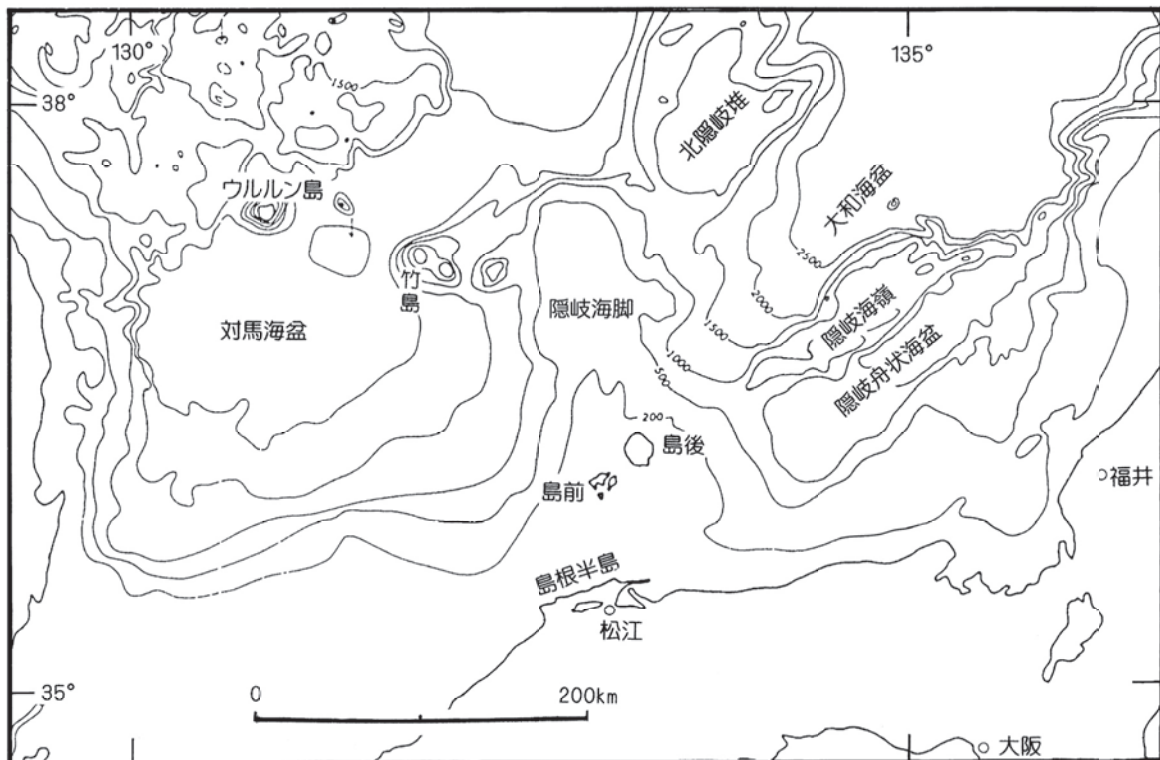 130°
135°
1500
38°
北隠岐堆
ウルルン島
大和海盆
2500
竹島
2000
隠岐海脚
対馬海盆
1500
隠岐海嶺
1000
隠岐舟状海盆
500
200
島後
福井
島前
島根半島
松江
35°
0
200km
大阪